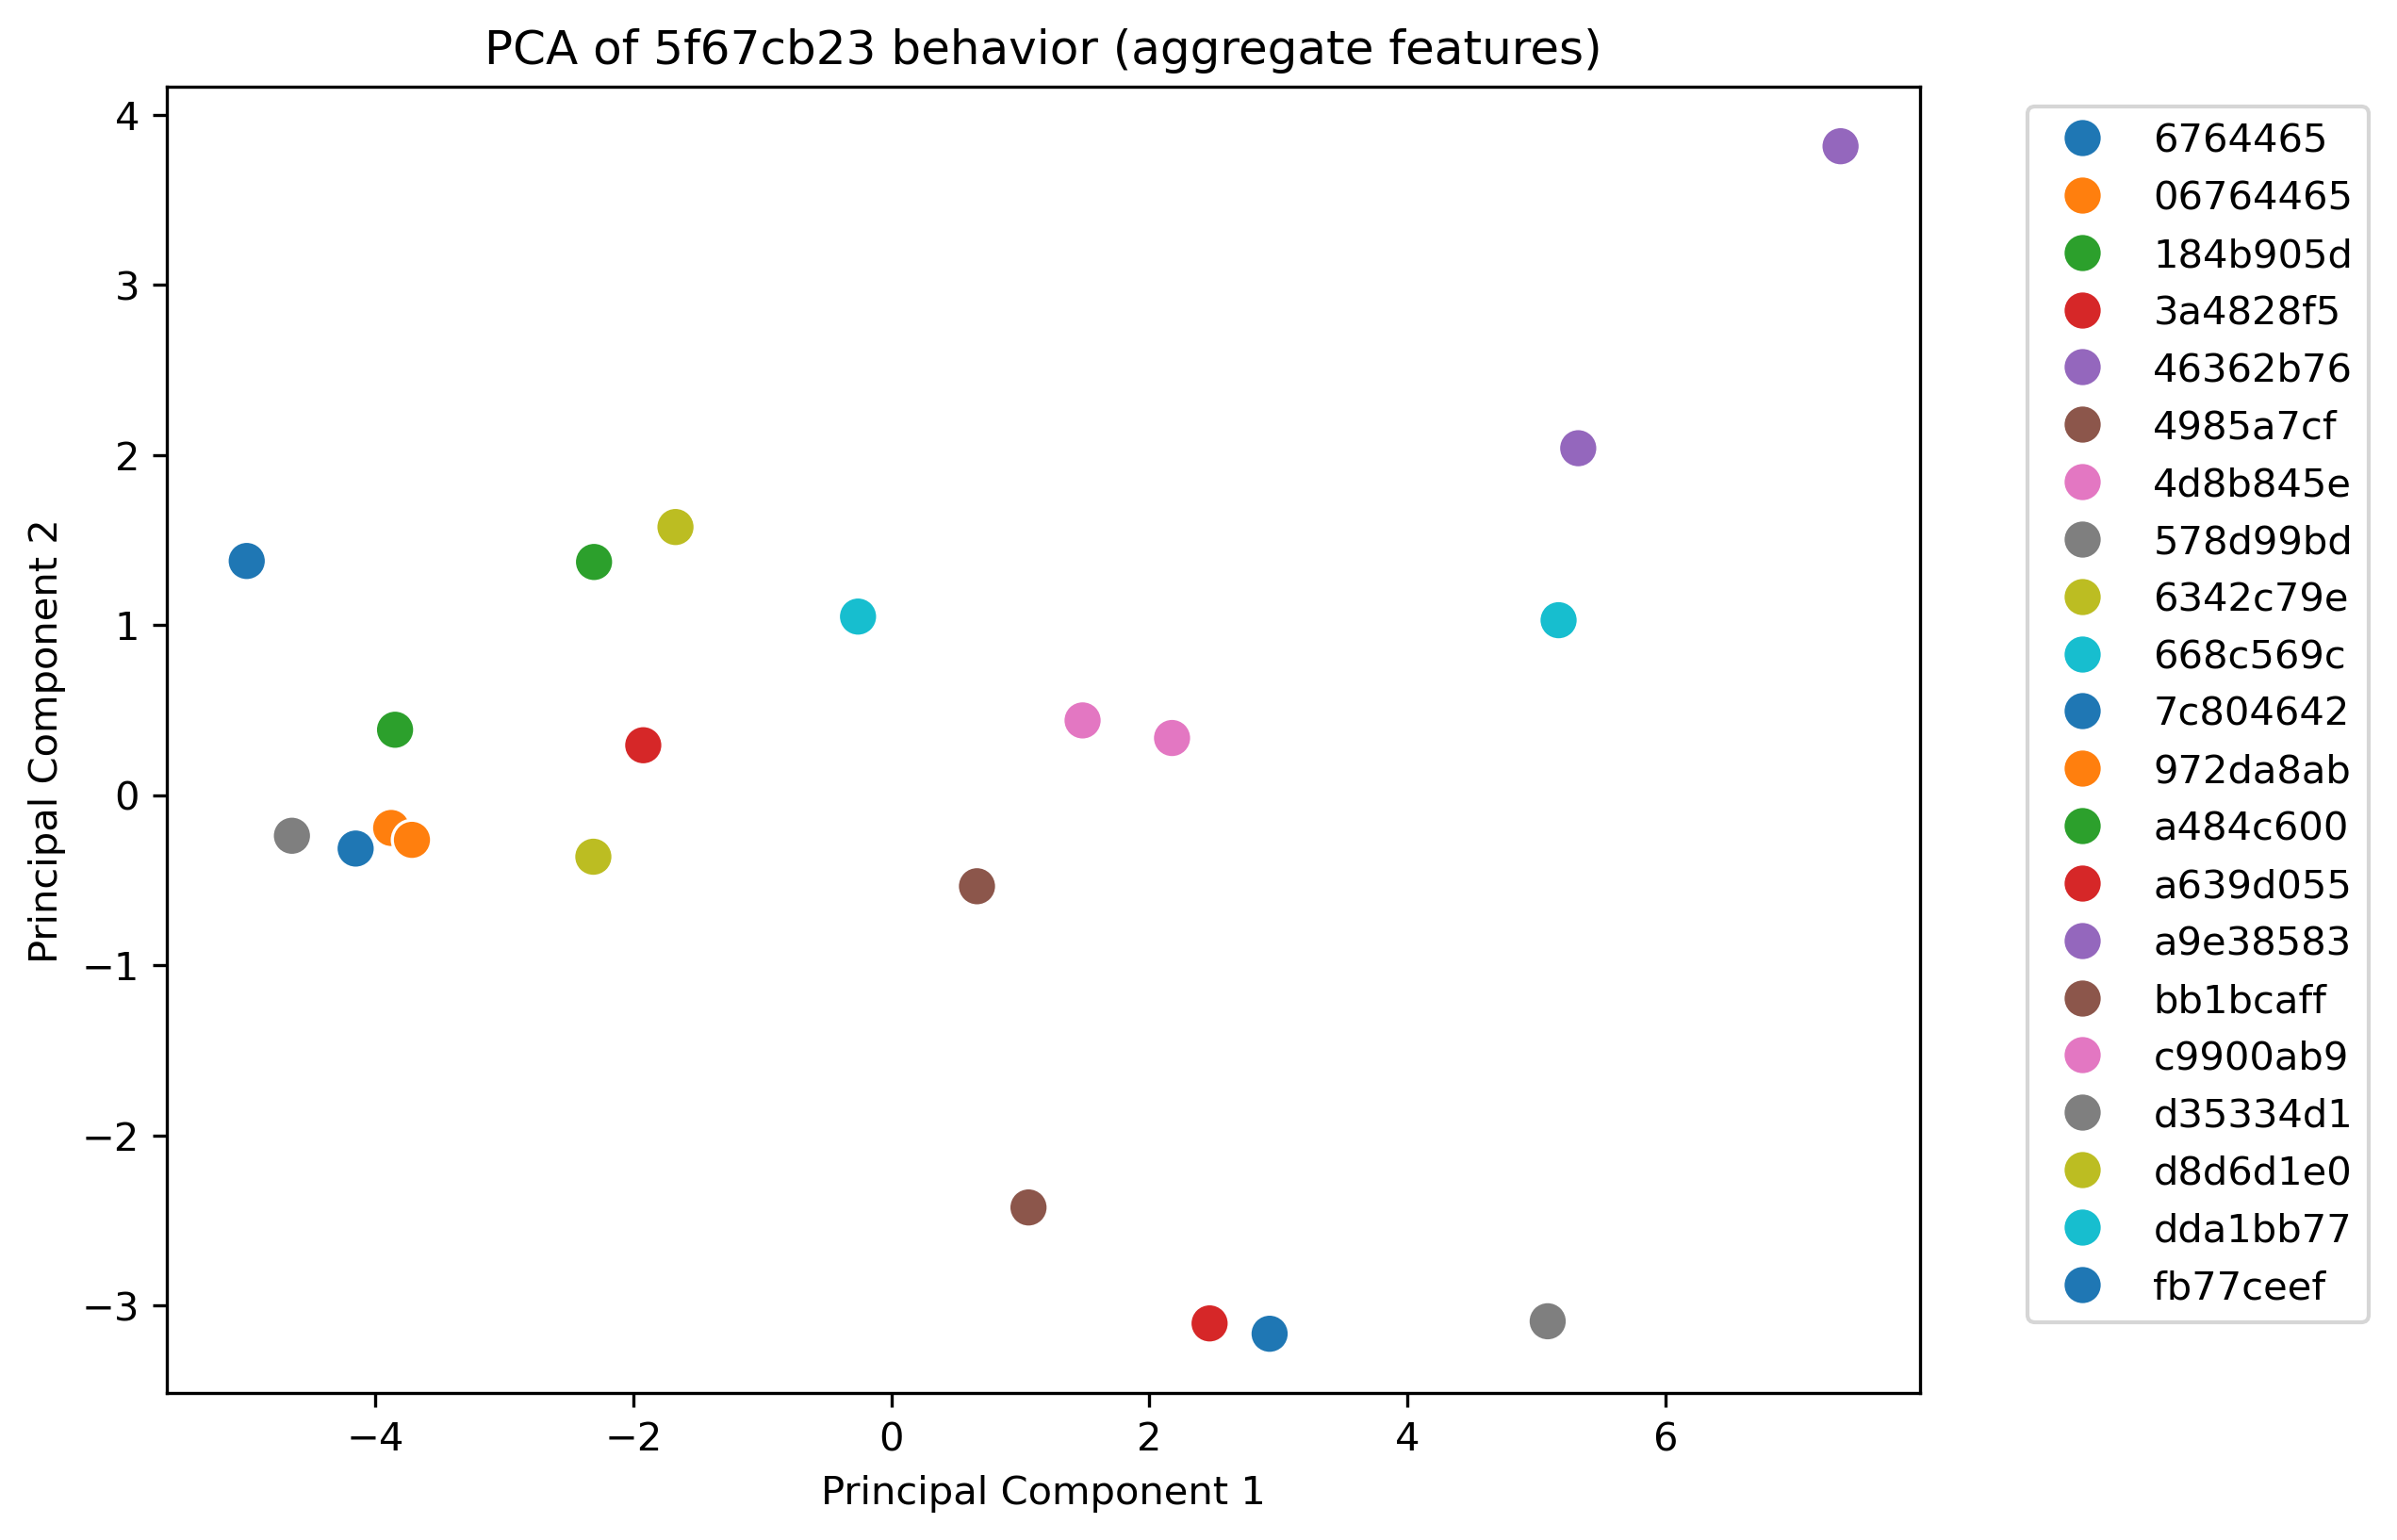 PCA of 5f67cb23 behavior (aggregate features)
4
3
2
1
0
−1
−2
−3
Principal Component 2
−4
−2
0
2
4
6
Principal Component 1
6764465
06764465
184b905d
3a4828f5
46362b76
4985a7cf
4d8b845e
578d99bd
6342c79e
668c569c
7c804642
972da8ab
a484c600
a639d055
a9e38583
bb1bcaff
c9900ab9
d35334d1
d8d6d1e0
dda1bb77
fb77ceef